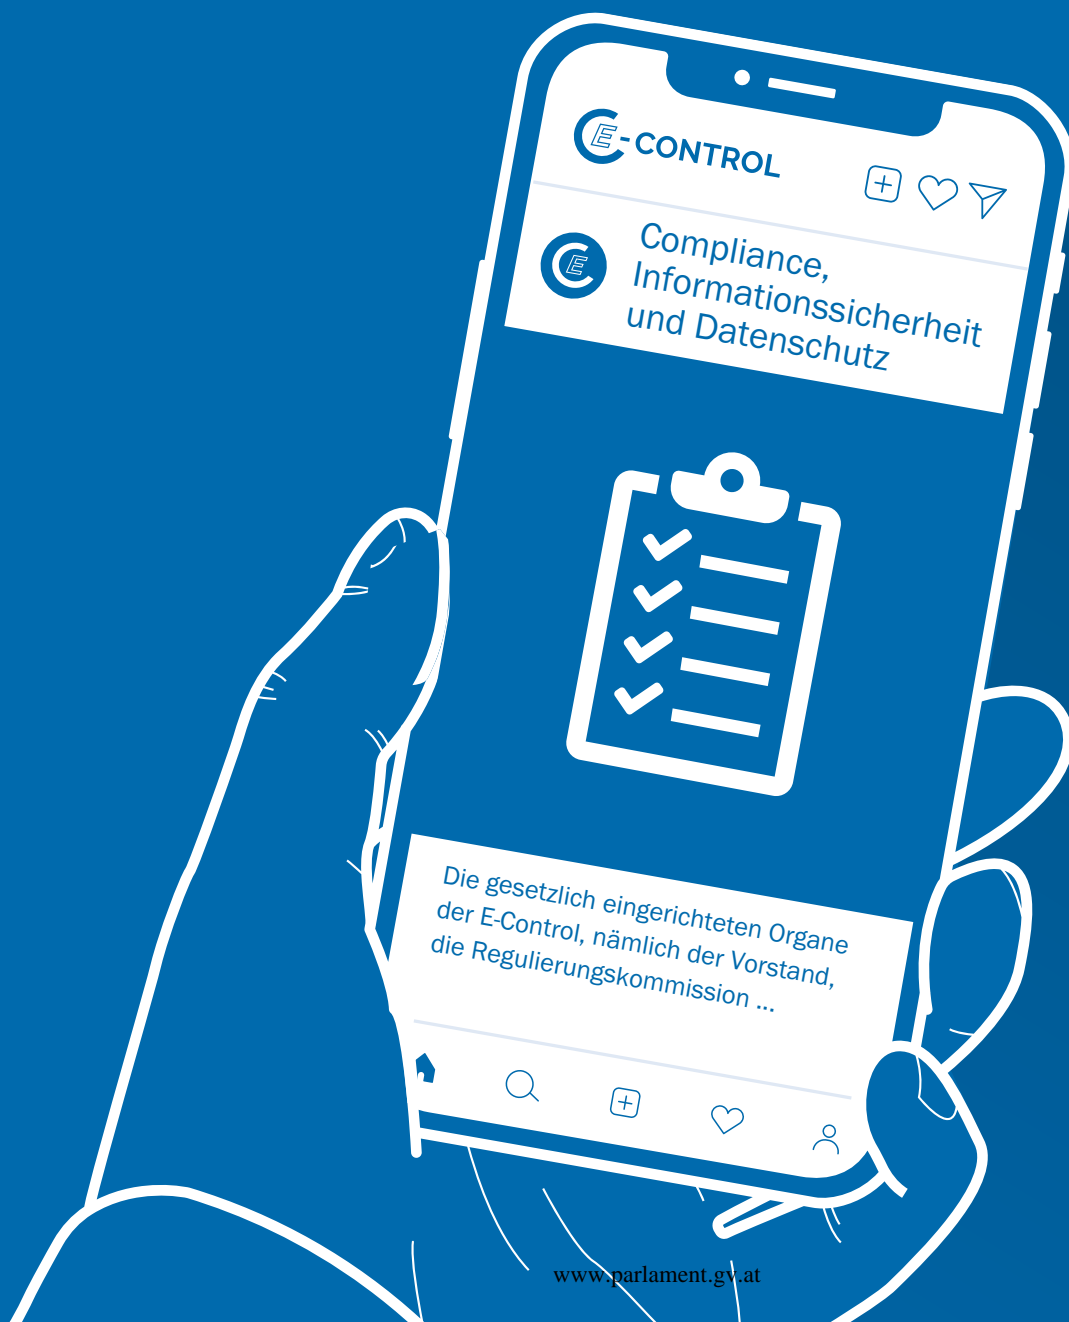 E-CONTROL
Compliance,
Informationssicherheit
und Datenschutz
Die gesetzlich eingerichteten Organe
der E-Control, nämlich der Vorstand,
die Regulierungskommission ...
www.parlament.gv.at